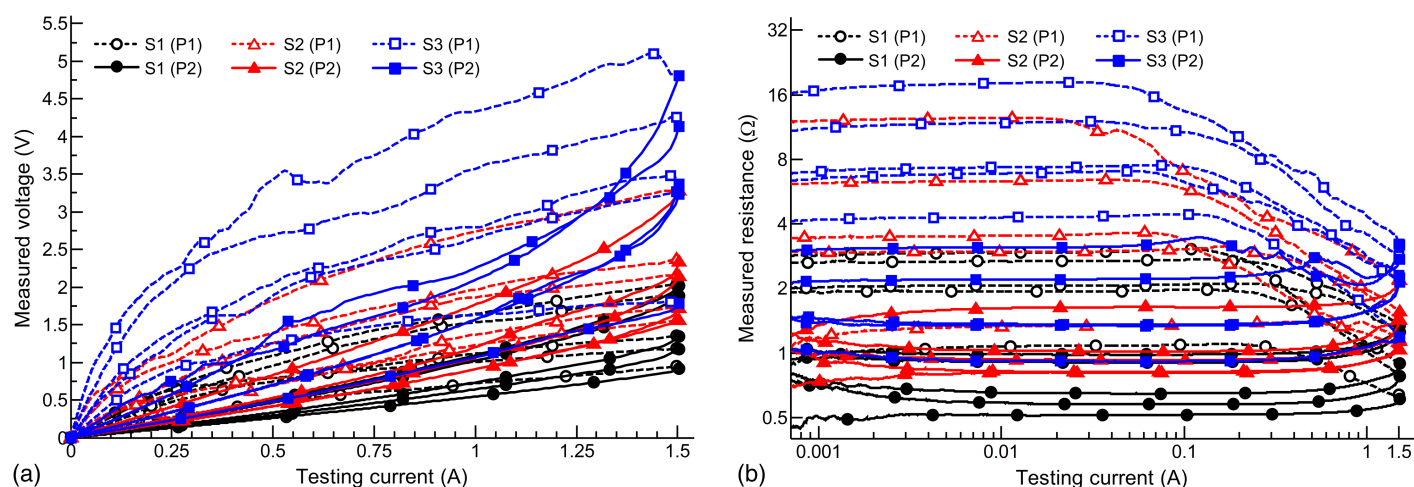 5.5
5
4.5
4
3.5
3
2.5
2
1.5
1
0.5
0
Measured voltage (V)
S1 (P1) S2 (P1) S3 (P1)
S1 (P2) S2 (P2) S3 (P2)
0 0.25 0.5 0.75 1 1.25 1.5
Testing current (A)
(a)
32
16
8
4
2
1
0.5
Measured resistance (Ω)
S1 (P1) S2 (P1) S3 (P1)
S1 (P2) S2 (P2) S3 (P2)
0.001 0.01 0.1 1 1.5
Testing current (A)
(b)